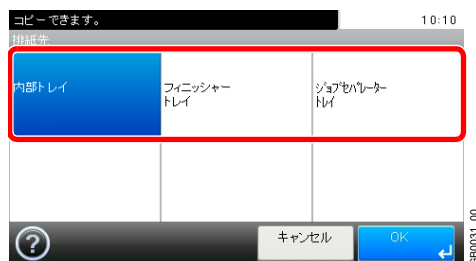 コピーできます。 10:10
排紙先
内部トレイ
フィニッシャー
トレイ
ジョブセパレーター
トレイ
キャンセル OK